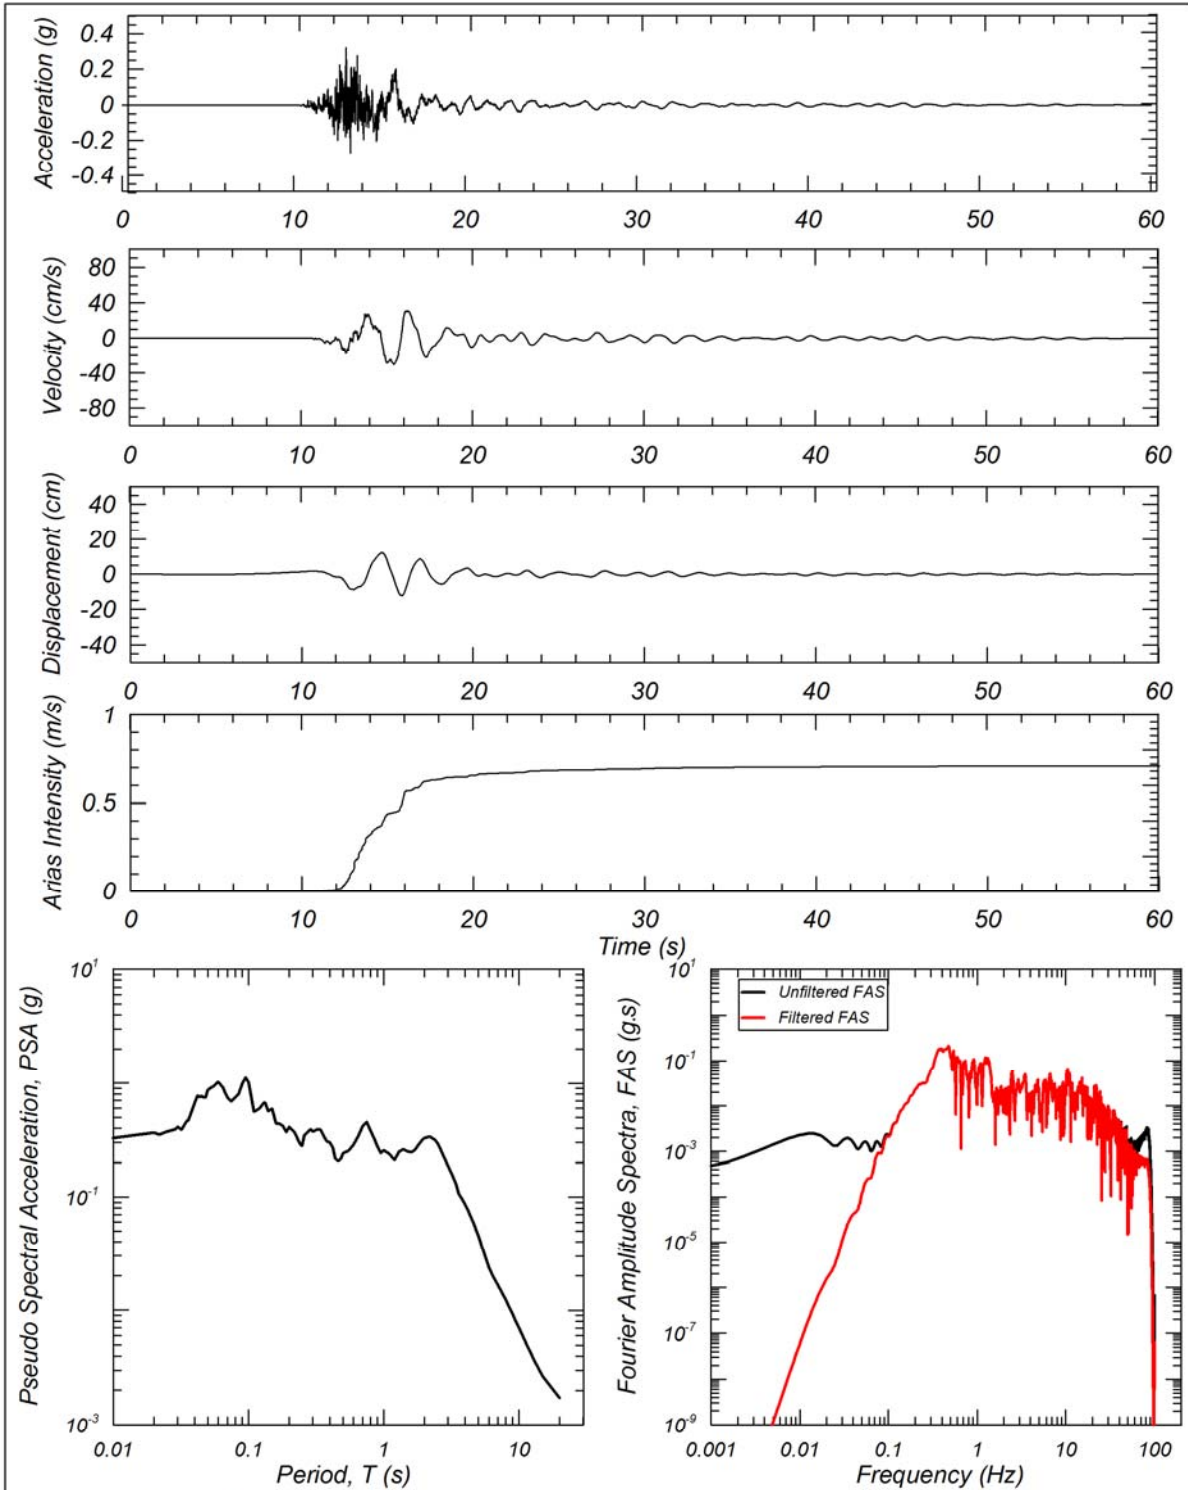 Acceleration (g)
0.4
0.2
0
-0.2
-0.4
0 10 20 30 40 50 60
Velocity (cm/s)
80
40
0
-40
-80
0 10 20 30 40 50 60
Displacement (cm)
40
20
0
-20
-40
0 10 20 30 40 50 60
Arias Intensity (m/s)
1
0.5
0
0 10 20 30 40 50 60
Time (s)
Pseudo Spectral Acceleration, PSA (g)
10¹
10⁻¹
10⁻³
0.01 0.1 1 10
Period, T (s)
Fourier Amplitude Spectra, FAS (g.s)
Unfiltered FAS
Filtered FAS
10¹
10⁻¹
10⁻³
10⁻⁵
10⁻⁷
10⁻⁹
0.001 0.01 0.1 1 10 100
Frequency (Hz)